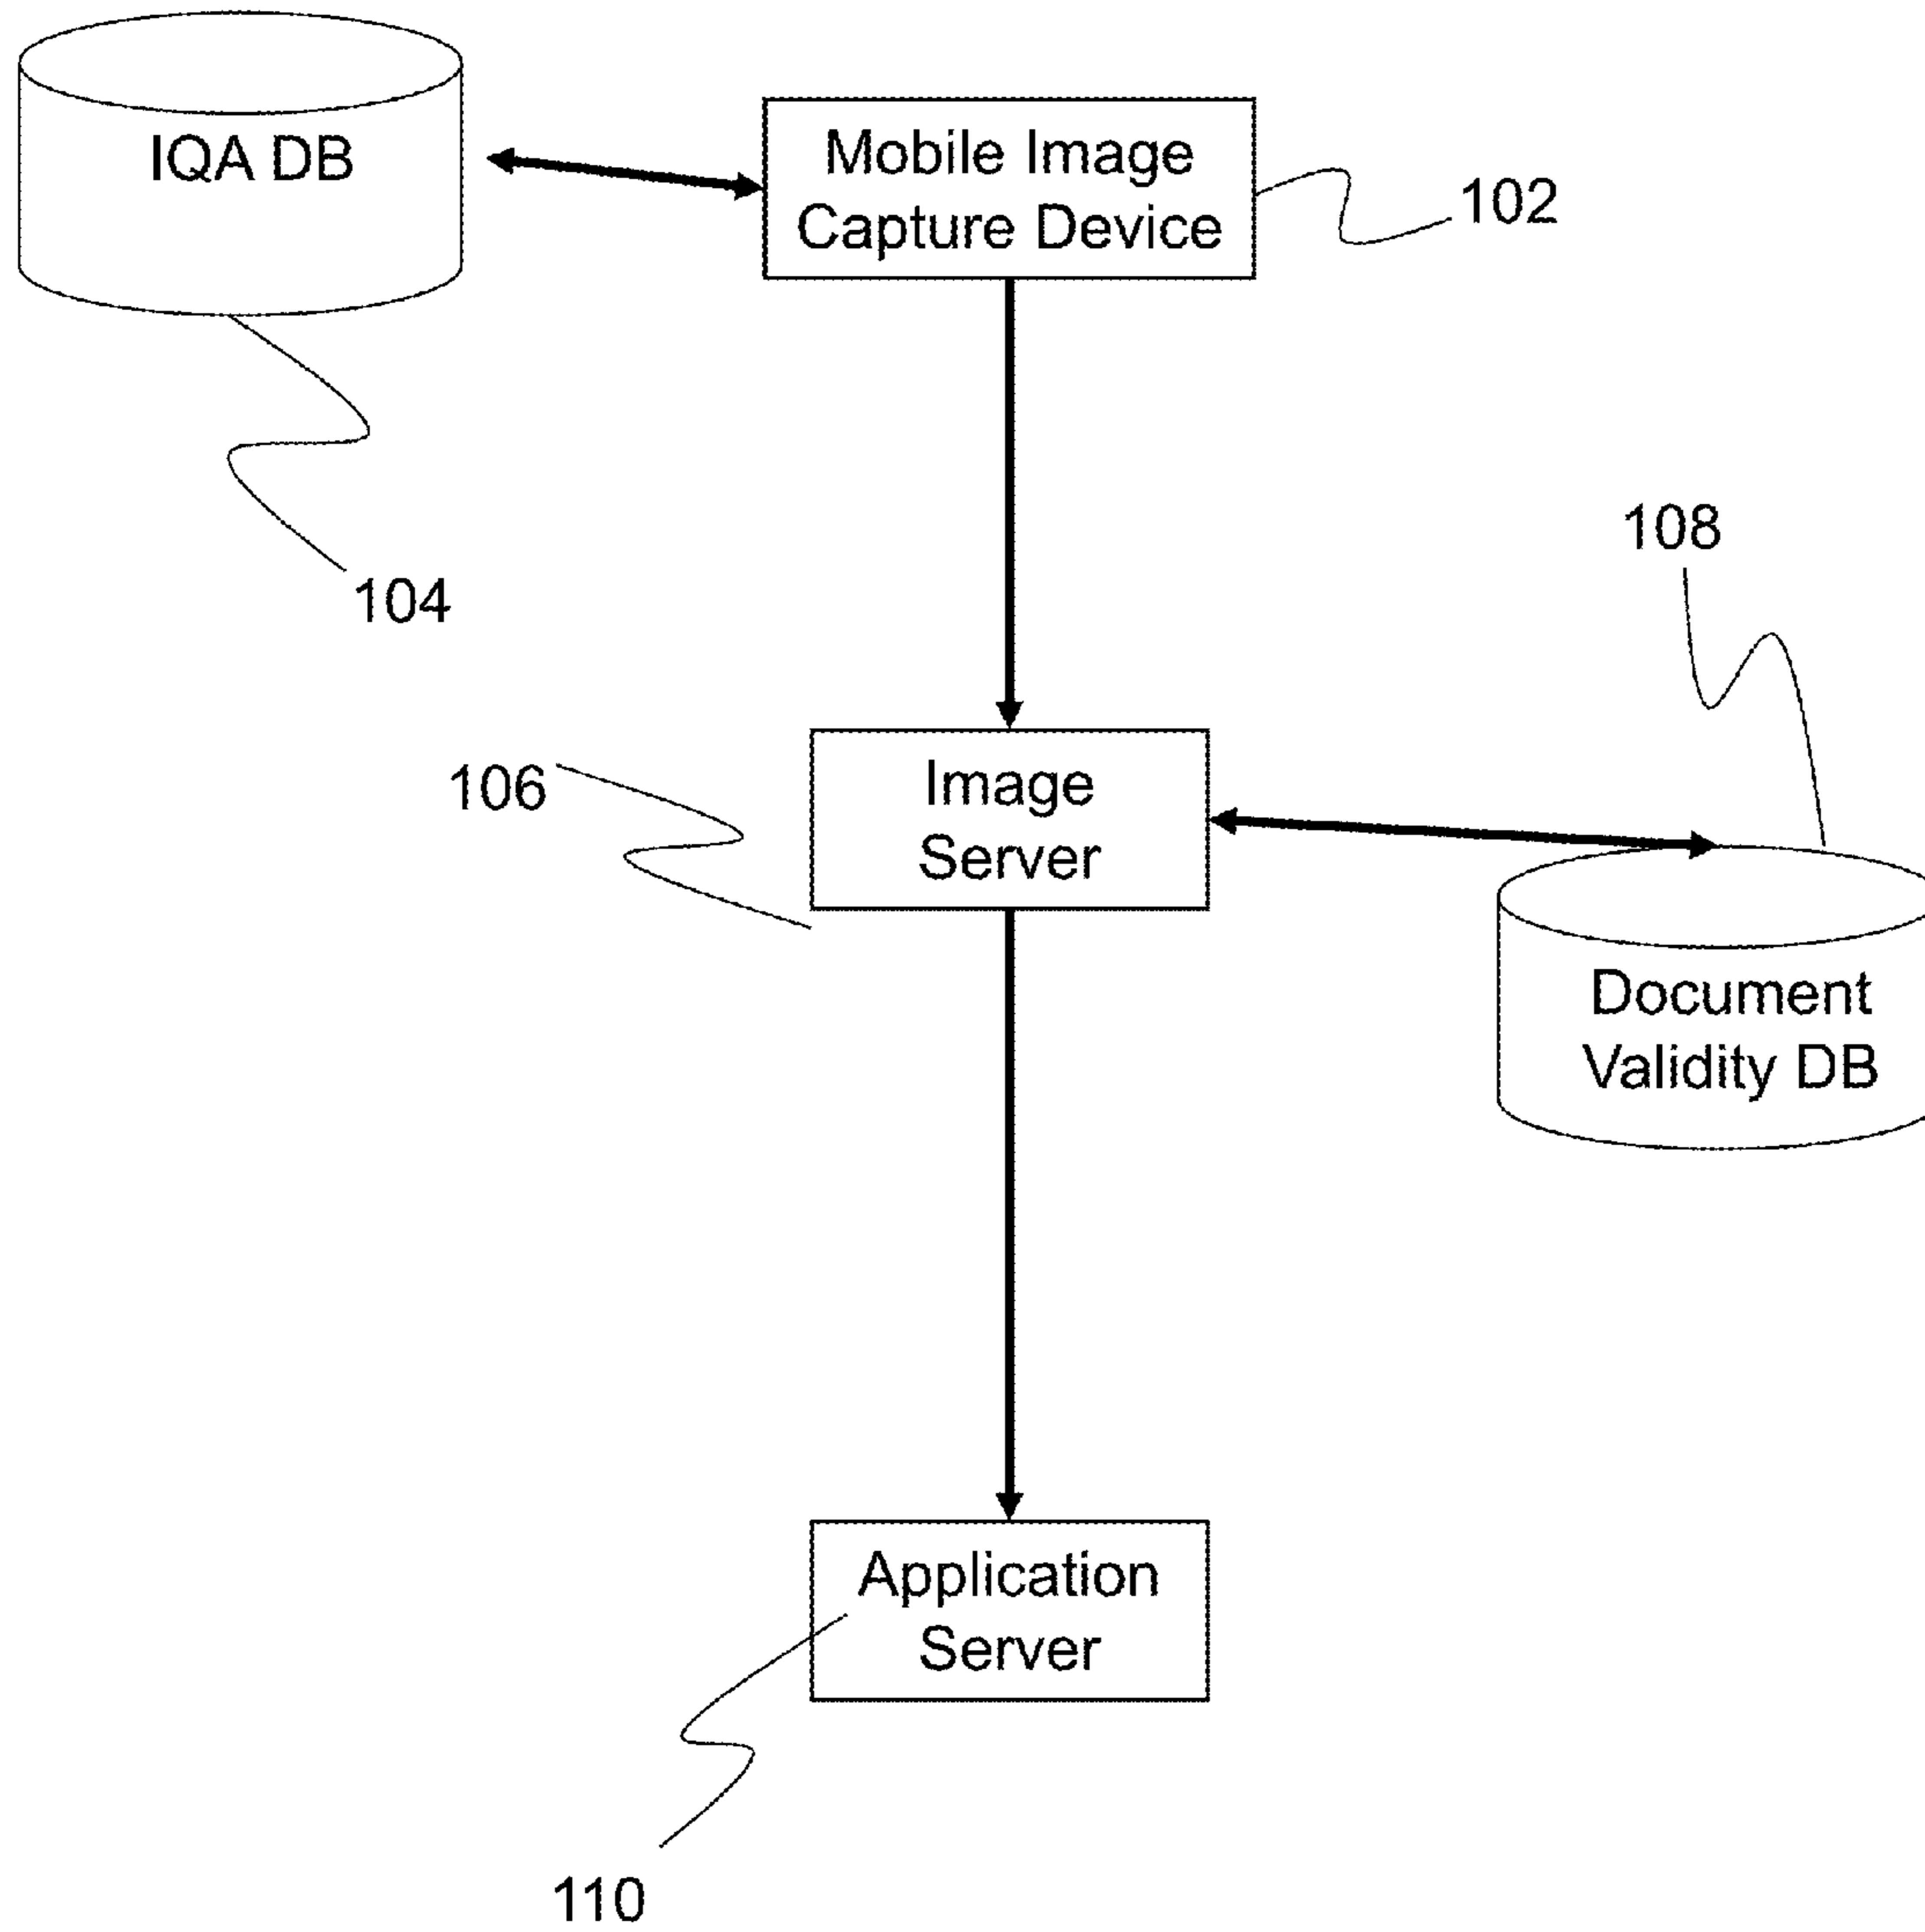 IQA DB
Mobile Image
Capture Device
102
104
108
106
Image
Server
Document
Validity DB
Application
Server
110